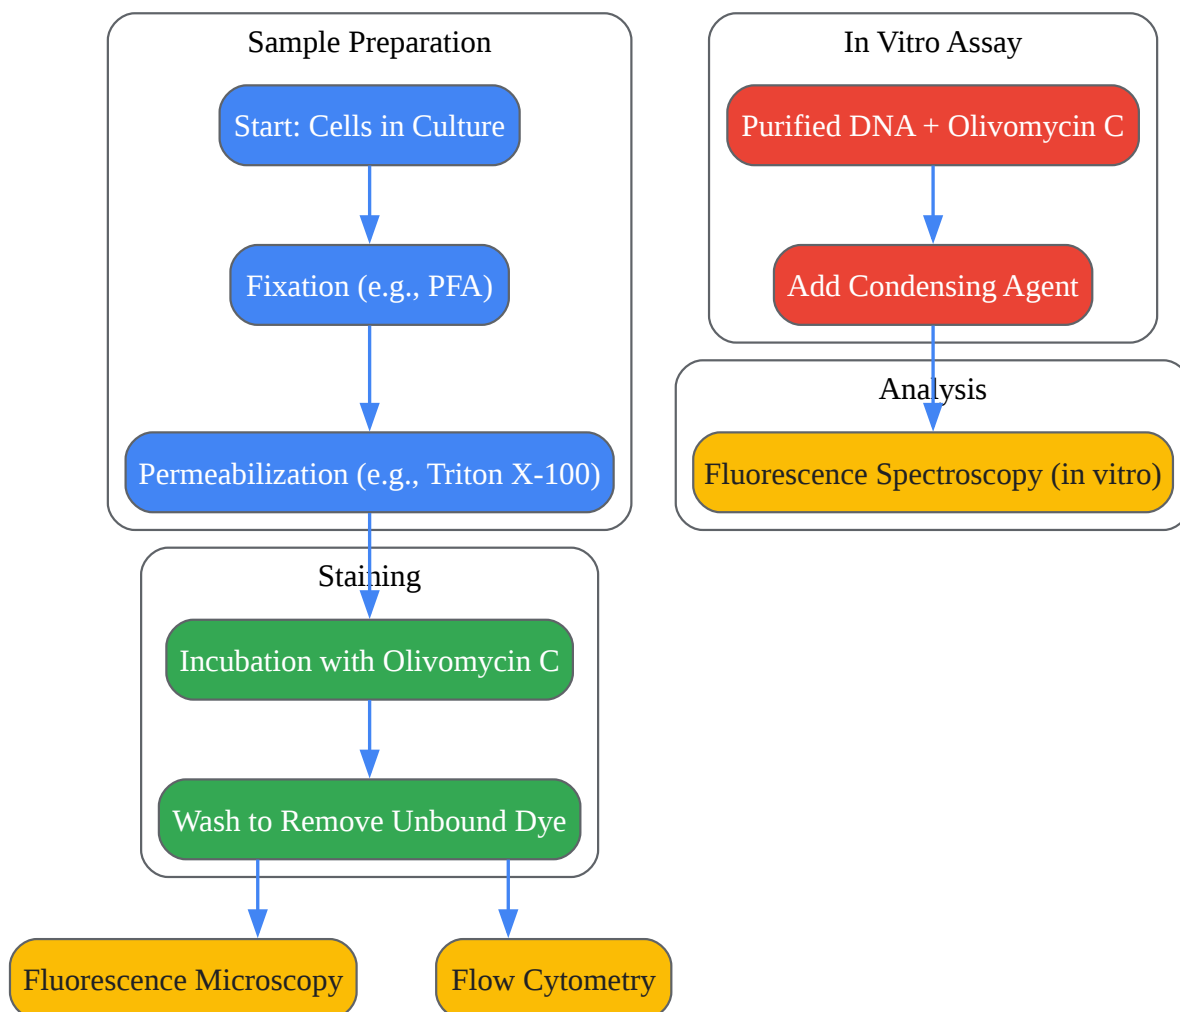 Sample Preparation
Start: Cells in Culture
Fixation (e.g., PFA)
Permeabilization (e.g., Triton X-100)
Staining
Incubation with Olivomycin C
Wash to Remove Unbound Dye
Fluorescence Microscopy
Flow Cytometry
In Vitro Assay
Purified DNA + Olivomycin C
Add Condensing Agent
Analysis
Fluorescence Spectroscopy (in vitro)